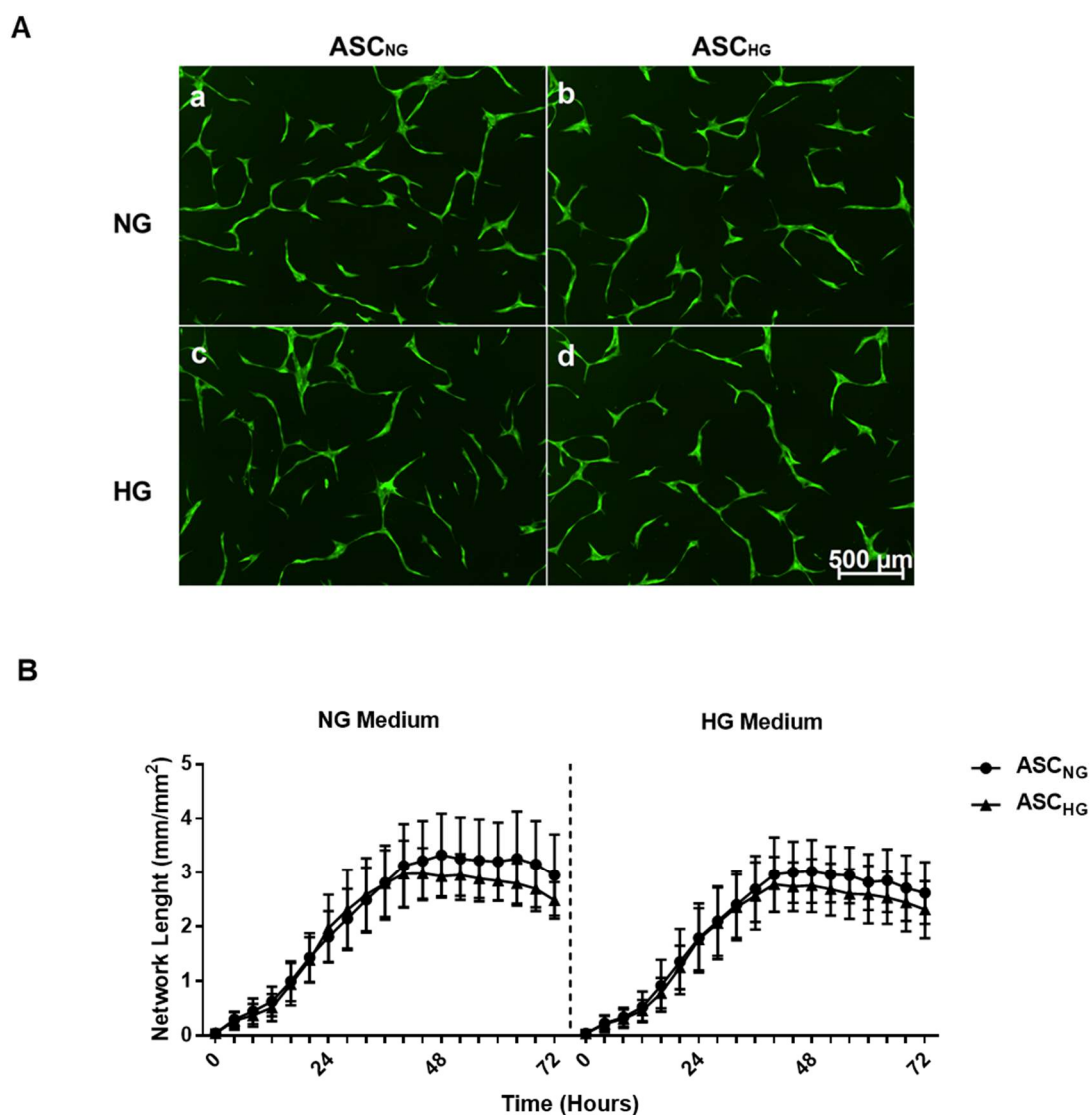 A
ASCNG
ASCHG
a
b
NG
c
d
HG
500 µm
B
NG Medium
HG Medium
ASCNG
ASCHG
Network Lenght (mm/mm²)
5
4
3
2
1
0
0
24
48
72
0
24
48
72
Time (Hours)